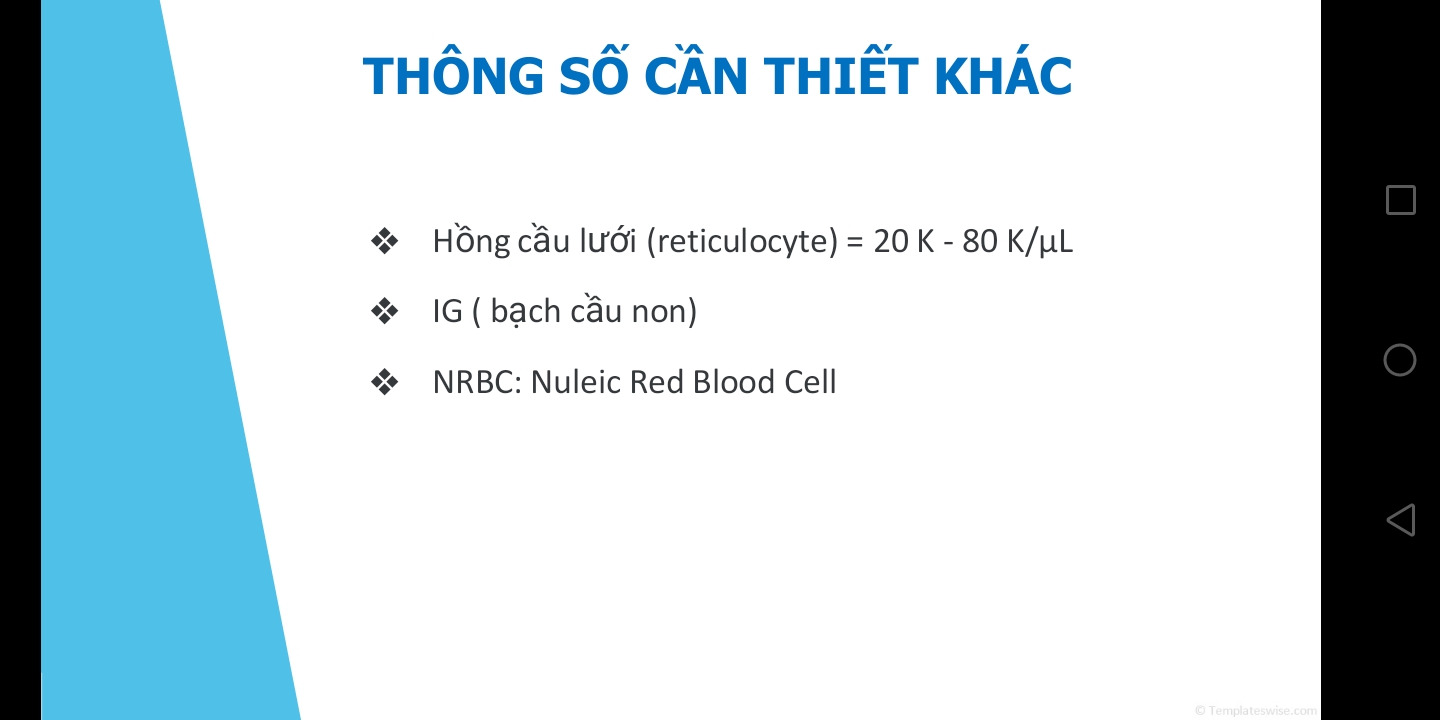 THÔNG SỐ CẦN THIẾT KHÁC
❖ Hồng cầu lưới (reticulocyte) = 20 K - 80 K/µL
❖ IG ( bạch cầu non)
❖ NRBC: Nuleic Red Blood Cell
© Templateswise.com